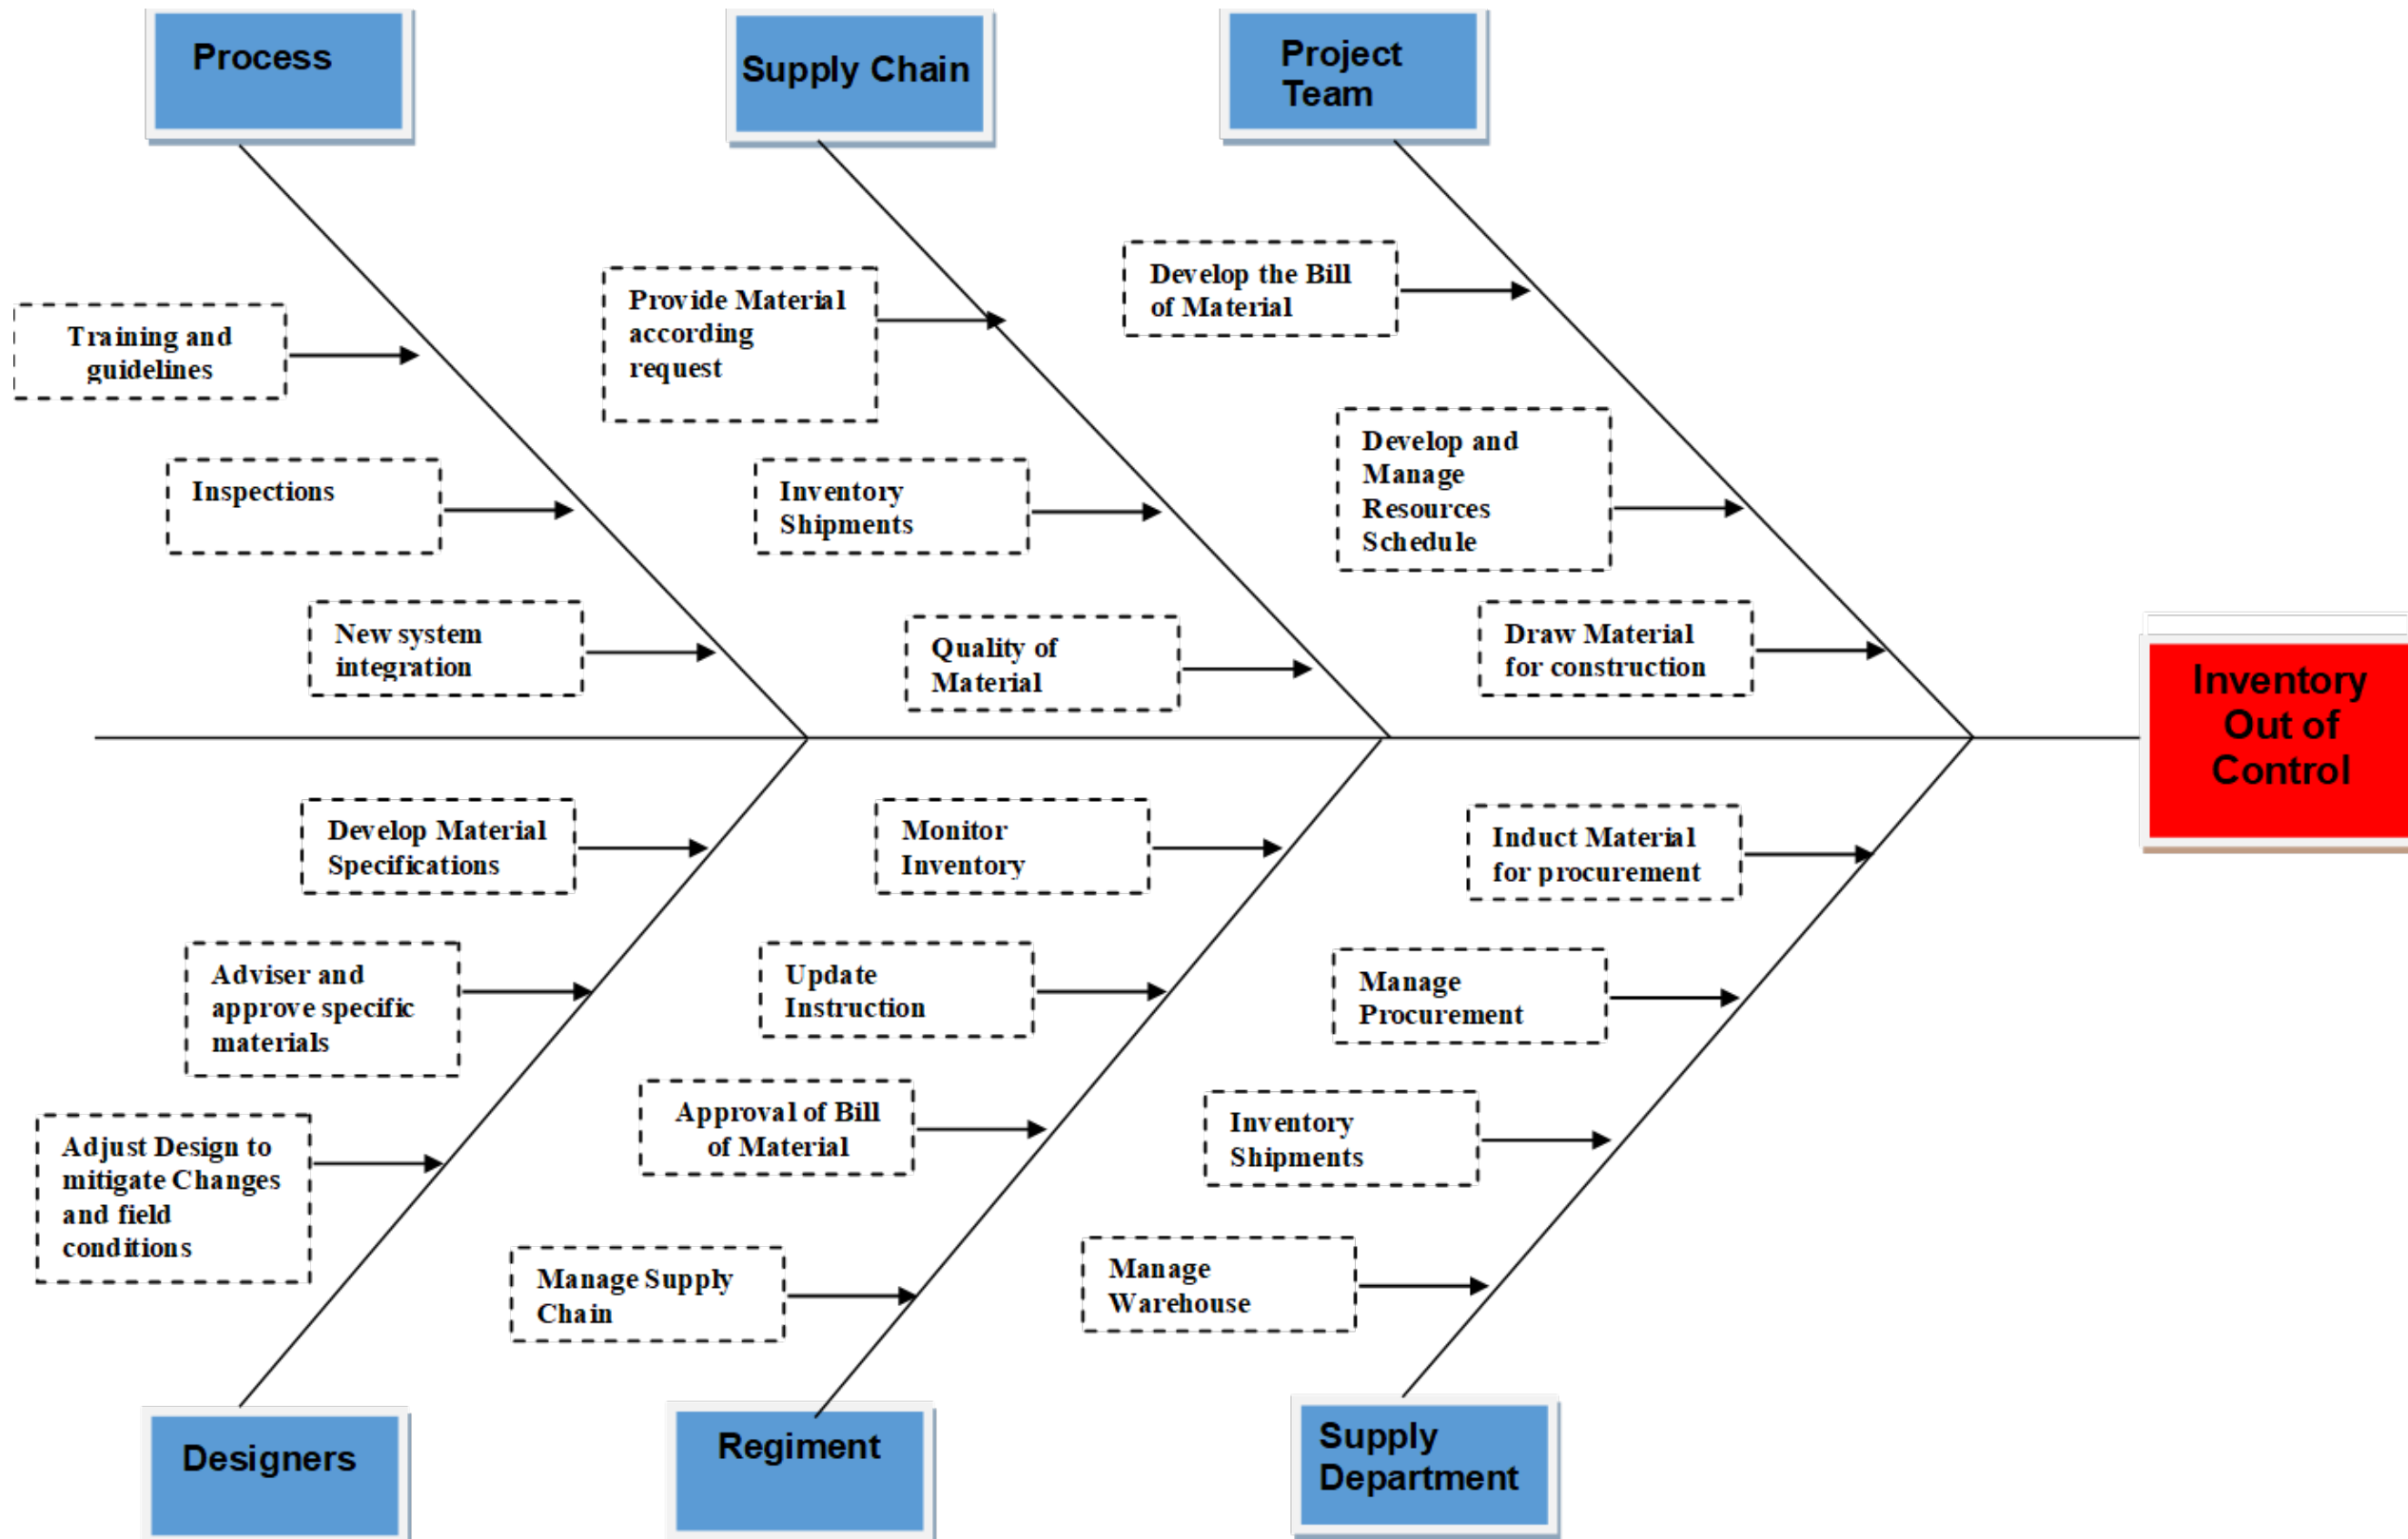 Process
Supply Chain
Project
Team
Training and
guidelines
Inspections
New system
integration
Provide Material
according
request
Inventory
Shipments
Quality of
Material
Develop the Bill
of Material
Develop and
Manage
Resources
Schedule
Draw Material
for construction
Inventory
Out of
Control
Develop Material
Specifications
Adviser and
approve specific
materials
Adjust Design to
mitigate Changes
and field
conditions
Monitor
Inventory
Update
Instruction
Approval of Bill
of Material
Manage Supply
Chain
Induct Material
for procurement
Manage
Procurement
Inventory
Shipments
Manage
Warehouse
Designers
Regiment
Supply
Department